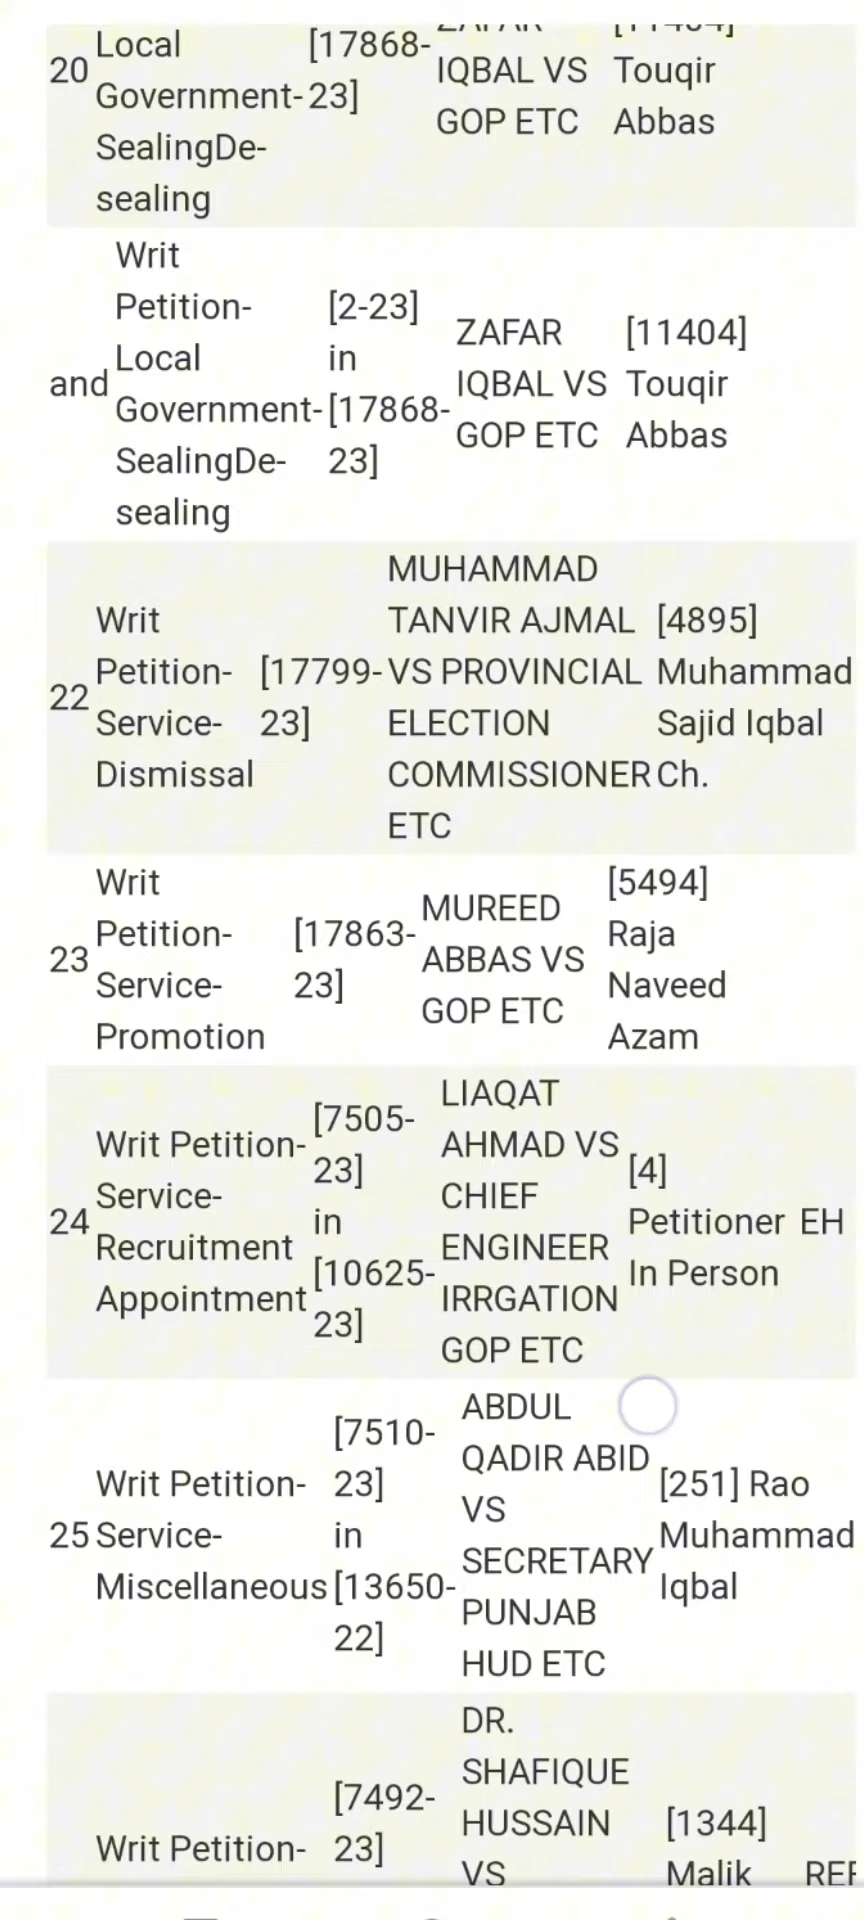 20
Local
Government-
SealingDe-
sealing
[17868-
23]
ZAFAR
IQBAL VS
GOP ETC
[11404]
Touqir
Abbas
and
Writ
Petition-
Local
Government-
SealingDe-
sealing
[2-23]
in
[17868-
23]
ZAFAR
IQBAL VS
GOP ETC
[11404]
Touqir
Abbas
22
Writ
Petition-
Service-
Dismissal
[17799-
23]
MUHAMMAD
TANVIR AJMAL
VS PROVINCIAL
ELECTION
COMMISSIONER
ETC
[4895]
Muhammad
Sajid Iqbal
Ch.
23
Writ
Petition-
Service-
Promotion
[17863-
23]
MUREED
ABBAS VS
GOP ETC
[5494]
Raja
Naveed
Azam
24
Writ Petition-
Service-
Recruitment
Appointment
[7505-
23]
in
[10625-
23]
LIAQAT
AHMAD VS
CHIEF
ENGINEER
IRRGATION
GOP ETC
[4]
Petitioner
In Person
EH
25
Writ Petition-
Service-
Miscellaneous
[7510-
23]
in
[13650-
22]
ABDUL
QADIR ABID
VS
SECRETARY
PUNJAB
HUD ETC
[251] Rao
Muhammad
Iqbal
Writ Petition-
[7492-
23]
DR.
SHAFIQUE
HUSSAIN
VS
[1344]
Malik